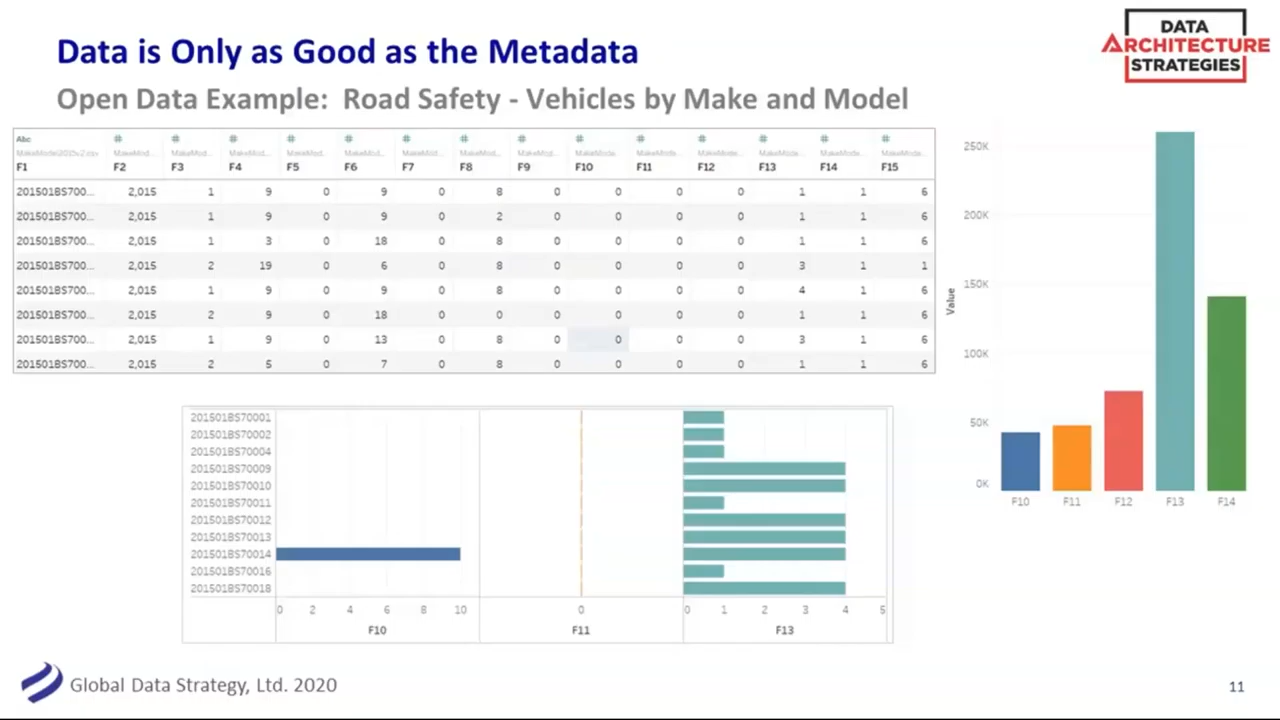 Data is Only as Good as the Metadata
DATA
ARCHITECTURE
STRATEGIES
Open Data Example: Road Safety - Vehicles by Make and Model
Abc # # # # # # # # # # # # # #
F1 F2 F3 F4 F5 F6 F7 F8 F9 F10 F11 F12 F13 F14 F15
201501BS700... 2,015 1 9 0 9 0 8 0 0 0 0 1 1 6
201501BS700... 2,015 1 9 0 9 0 2 0 0 0 0 1 1 6
201501BS700... 2,015 1 3 0 18 0 8 0 0 0 0 1 1 6
201501BS700... 2,015 2 19 0 6 0 8 0 0 0 0 3 1 1
201501BS700... 2,015 1 9 0 9 0 8 0 0 0 0 4 1 6
201501BS700... 2,015 2 9 0 18 0 0 0 0 0 0 1 1 6
201501BS700... 2,015 1 9 0 13 0 8 0 0 0 0 3 1 6
201501BS700... 2,015 2 5 0 7 0 8 0 0 0 0 1 1 6
250K
200K
150K
100K
50K
0K
Value
F10 F11 F12 F13 F14
201501BS70001
201501BS70002
201501BS70004
201501BS70009
201501BS70010
201501BS70011
201501BS70012
201501BS70013
201501BS70014
201501BS70016
201501BS70018
0 2 4 6 8 10 0 0 1 2 3 4 5
F10 F11 F13
Global Data Strategy, Ltd. 2020
11